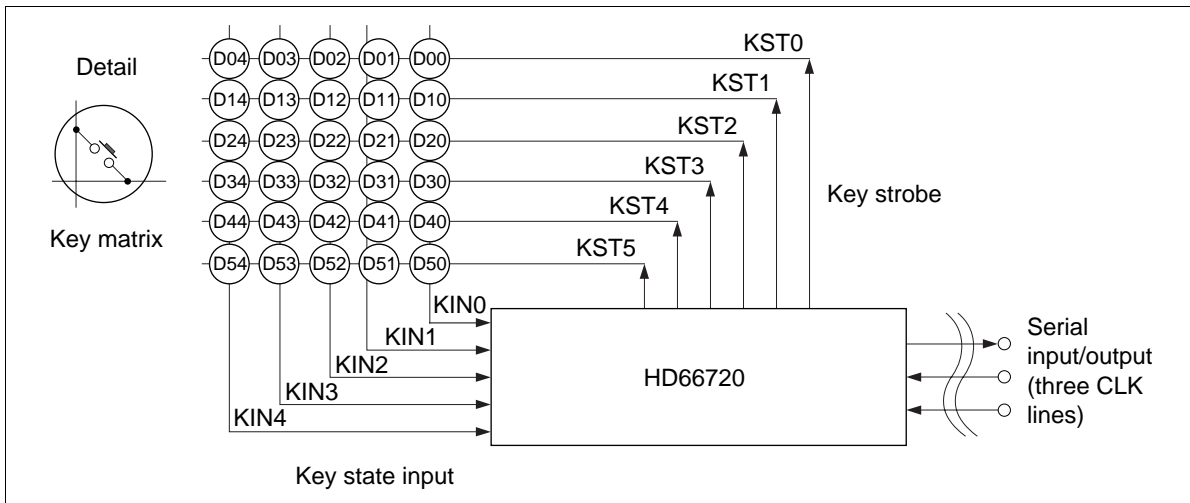 Detail
Key matrix
D04 D03 D02 D01 D00
D14 D13 D12 D11 D10
D24 D23 D22 D21 D20
D34 D33 D32 D31 D30
D44 D43 D42 D41 D40
D54 D53 D52 D51 D50
KST0
KST1
KST2
KST3
KST4
KST5
Key strobe
KIN0
KIN1
KIN2
KIN3
KIN4
Key state input
HD66720
Serial
input/output
(three CLK
lines)